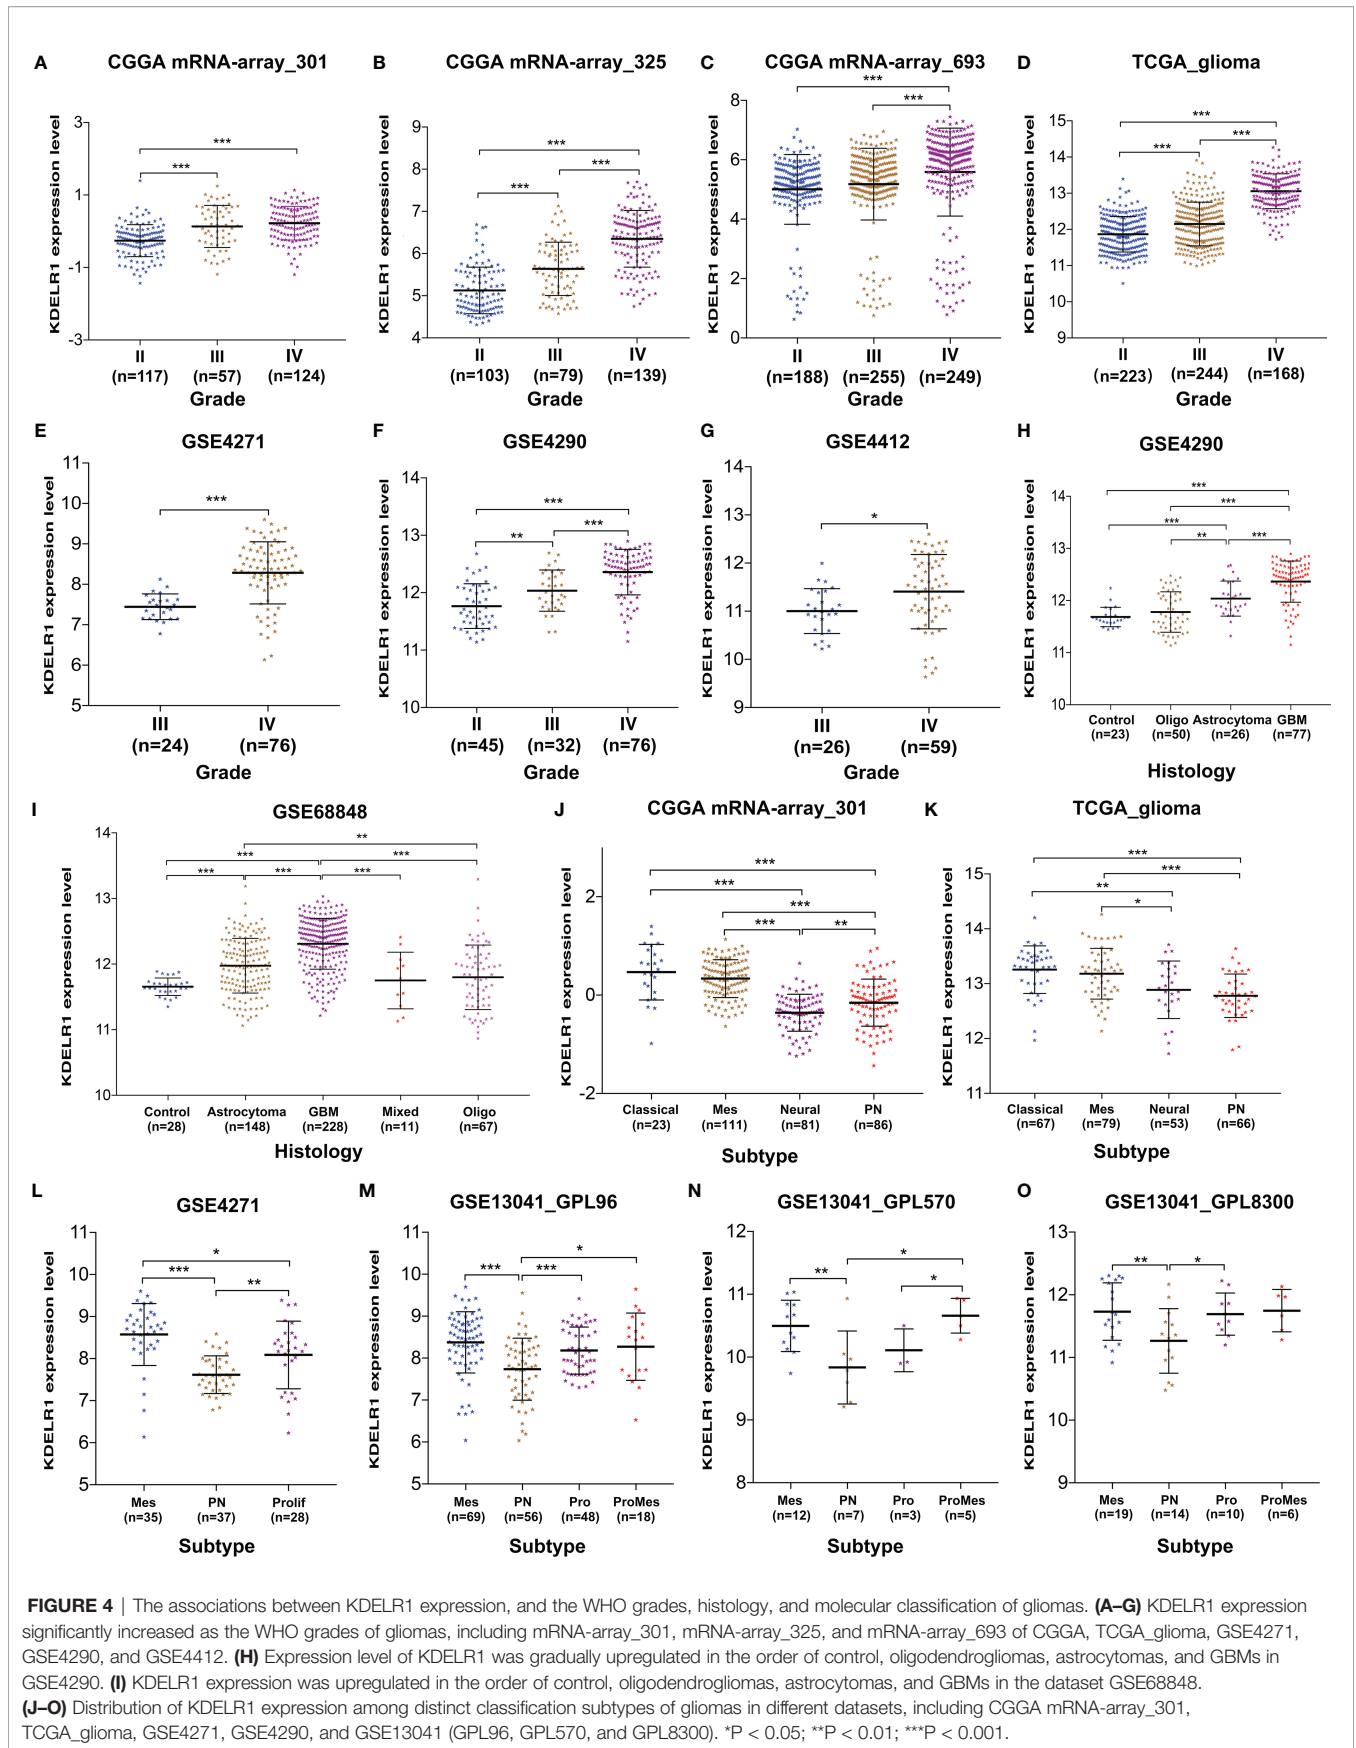 A CGGA mRNA-array_301
KDELR1 expression level
3
1
-1
-3
***
***
II III IV
(n=117) (n=57) (n=124)
Grade
B CGGA mRNA-array_325
KDELR1 expression level
9
8
7
6
5
4
***
***
***
II III IV
(n=103) (n=79) (n=139)
Grade
C CGGA mRNA-array_693
KDELR1 expression level
8
6
4
2
0
***
***
II III IV
(n=188) (n=255) (n=249)
Grade
D TCGA_glioma
KDELR1 expression level
15
14
13
12
11
10
9
***
***
***
II III IV
(n=223) (n=244) (n=168)
Grade
E GSE4271
KDELR1 expression level
11
10
9
8
7
6
5
***
III IV
(n=24) (n=76)
Grade
F GSE4290
KDELR1 expression level
14
13
12
11
10
***
***
**
II III IV
(n=45) (n=32) (n=76)
Grade
G GSE4412
KDELR1 expression level
14
13
12
11
10
9
*
III IV
(n=26) (n=59)
Grade
H GSE4290
KDELR1 expression level
14
13
12
11
10
***
***
***
** ***
Control Oligo Astrocytoma GBM
(n=23) (n=50) (n=26) (n=77)
Histology
I GSE68848
KDELR1 expression level
14
13
12
11
10
**
*** ***
*** *** ***
Control Astrocytoma GBM Mixed Oligo
(n=28) (n=148) (n=228) (n=11) (n=67)
Histology
J CGGA mRNA-array_301
KDELR1 expression level
2
0
-2
***
***
***
*** **
Classical Mes Neural PN
(n=23) (n=111) (n=81) (n=86)
Subtype
K TCGA_glioma
KDELR1 expression level
15
14
13
12
11
***
***
**
*
Classical Mes Neural PN
(n=67) (n=79) (n=53) (n=66)
Subtype
L GSE4271
KDELR1 expression level
11
10
9
8
7
6
5
*
***
**
Mes PN Prolif
(n=35) (n=37) (n=28)
Subtype
M GSE13041_GPL96
KDELR1 expression level
11
10
9
8
7
6
5
*
*** ***
Mes PN Pro ProMes
(n=69) (n=56) (n=48) (n=18)
Subtype
N GSE13041_GPL570
KDELR1 expression level
12
11
10
9
8
*
**
*
Mes PN Pro ProMes
(n=12) (n=7) (n=3) (n=5)
Subtype
O GSE13041_GPL8300
KDELR1 expression level
13
12
11
10
9
** *
Mes PN Pro ProMes
(n=19) (n=14) (n=10) (n=6)
Subtype
FIGURE 4 | The associations between KDELR1 expression, and the WHO grades, histology, and molecular classification of gliomas. (A–G) KDELR1 expression
significantly increased as the WHO grades of gliomas, including mRNA-array_301, mRNA-array_325, and mRNA-array_693 of CGGA, TCGA_glioma, GSE4271,
GSE4290, and GSE4412. (H) Expression level of KDELR1 was gradually upregulated in the order of control, oligodendrogliomas, astrocytomas, and GBMs in
GSE4290. (I) KDELR1 expression was upregulated in the order of control, oligodendrogliomas, astrocytomas, and GBMs in the dataset GSE68848.
(J–O) Distribution of KDELR1 expression among distinct classification subtypes of gliomas in different datasets, including CGGA mRNA-array_301,
TCGA_glioma, GSE4271, GSE4290, and GSE13041 (GPL96, GPL570, and GPL8300). *P < 0.05; **P < 0.01; ***P < 0.001.